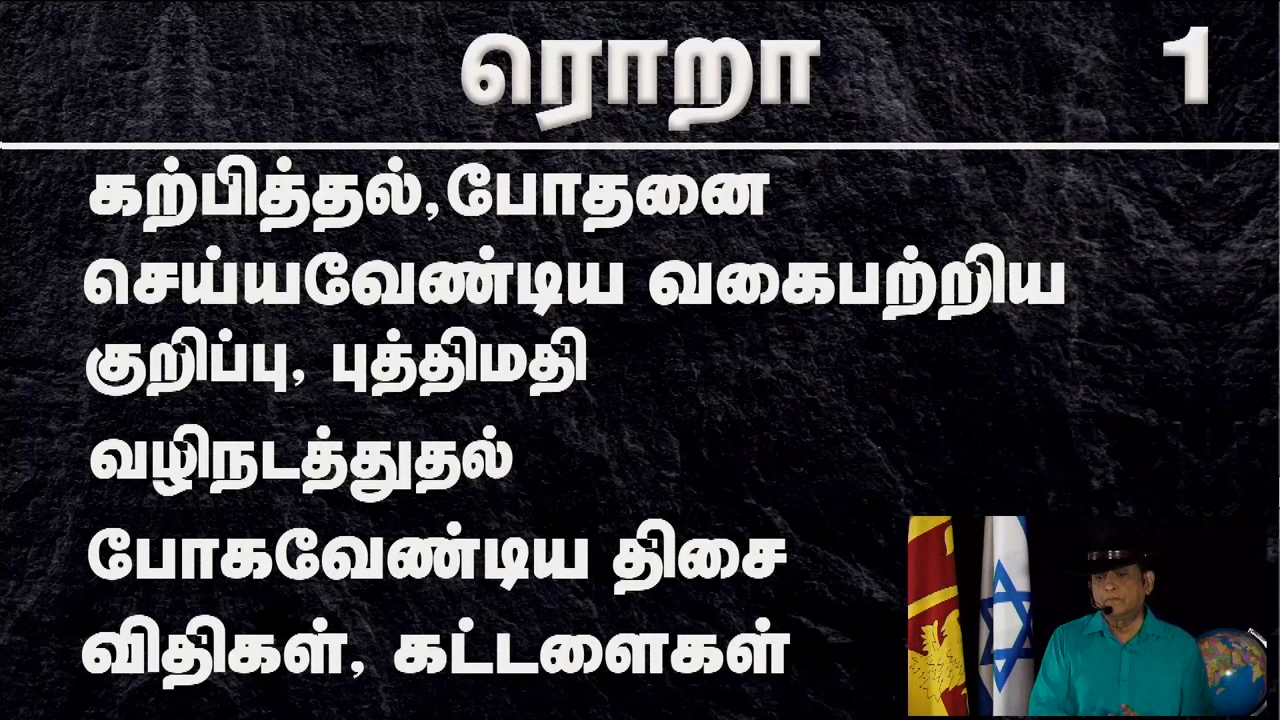 ரொறா
1
கற்பித்தல்,போதனை
செய்யவேண்டிய வகைபற்றிய
குறிப்பு, புத்திமதி
வழிநடத்துதல்
போகவேண்டிய திசை
விதிகள், கட்டளைகள்